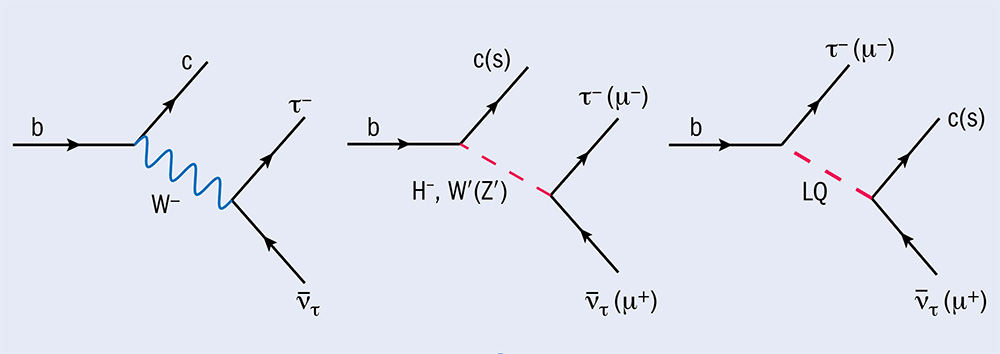 b
c
τ⁻
W⁻
ν̄τ
b
c(s)
τ⁻(μ⁻)
H⁻, W′(Z′)
ν̄τ(μ⁺)
b
τ⁻(μ⁻)
c(s)
LQ
ν̄τ(μ⁺)